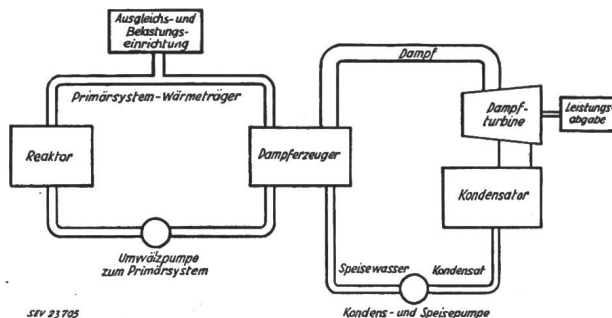 Ausgleichs- und
Belastungs-
einrichtung
Primärsystem-Wärmeträger
Reaktor
Dampferzeuger
Umwälzpumpe
zum Primärsystem
Dampf
Dampf-
turbine
Leistungs-
abgabe
Kondensator
Speisewasser
Kondensat
Kondens- und Speisepumpe
SEV 23705